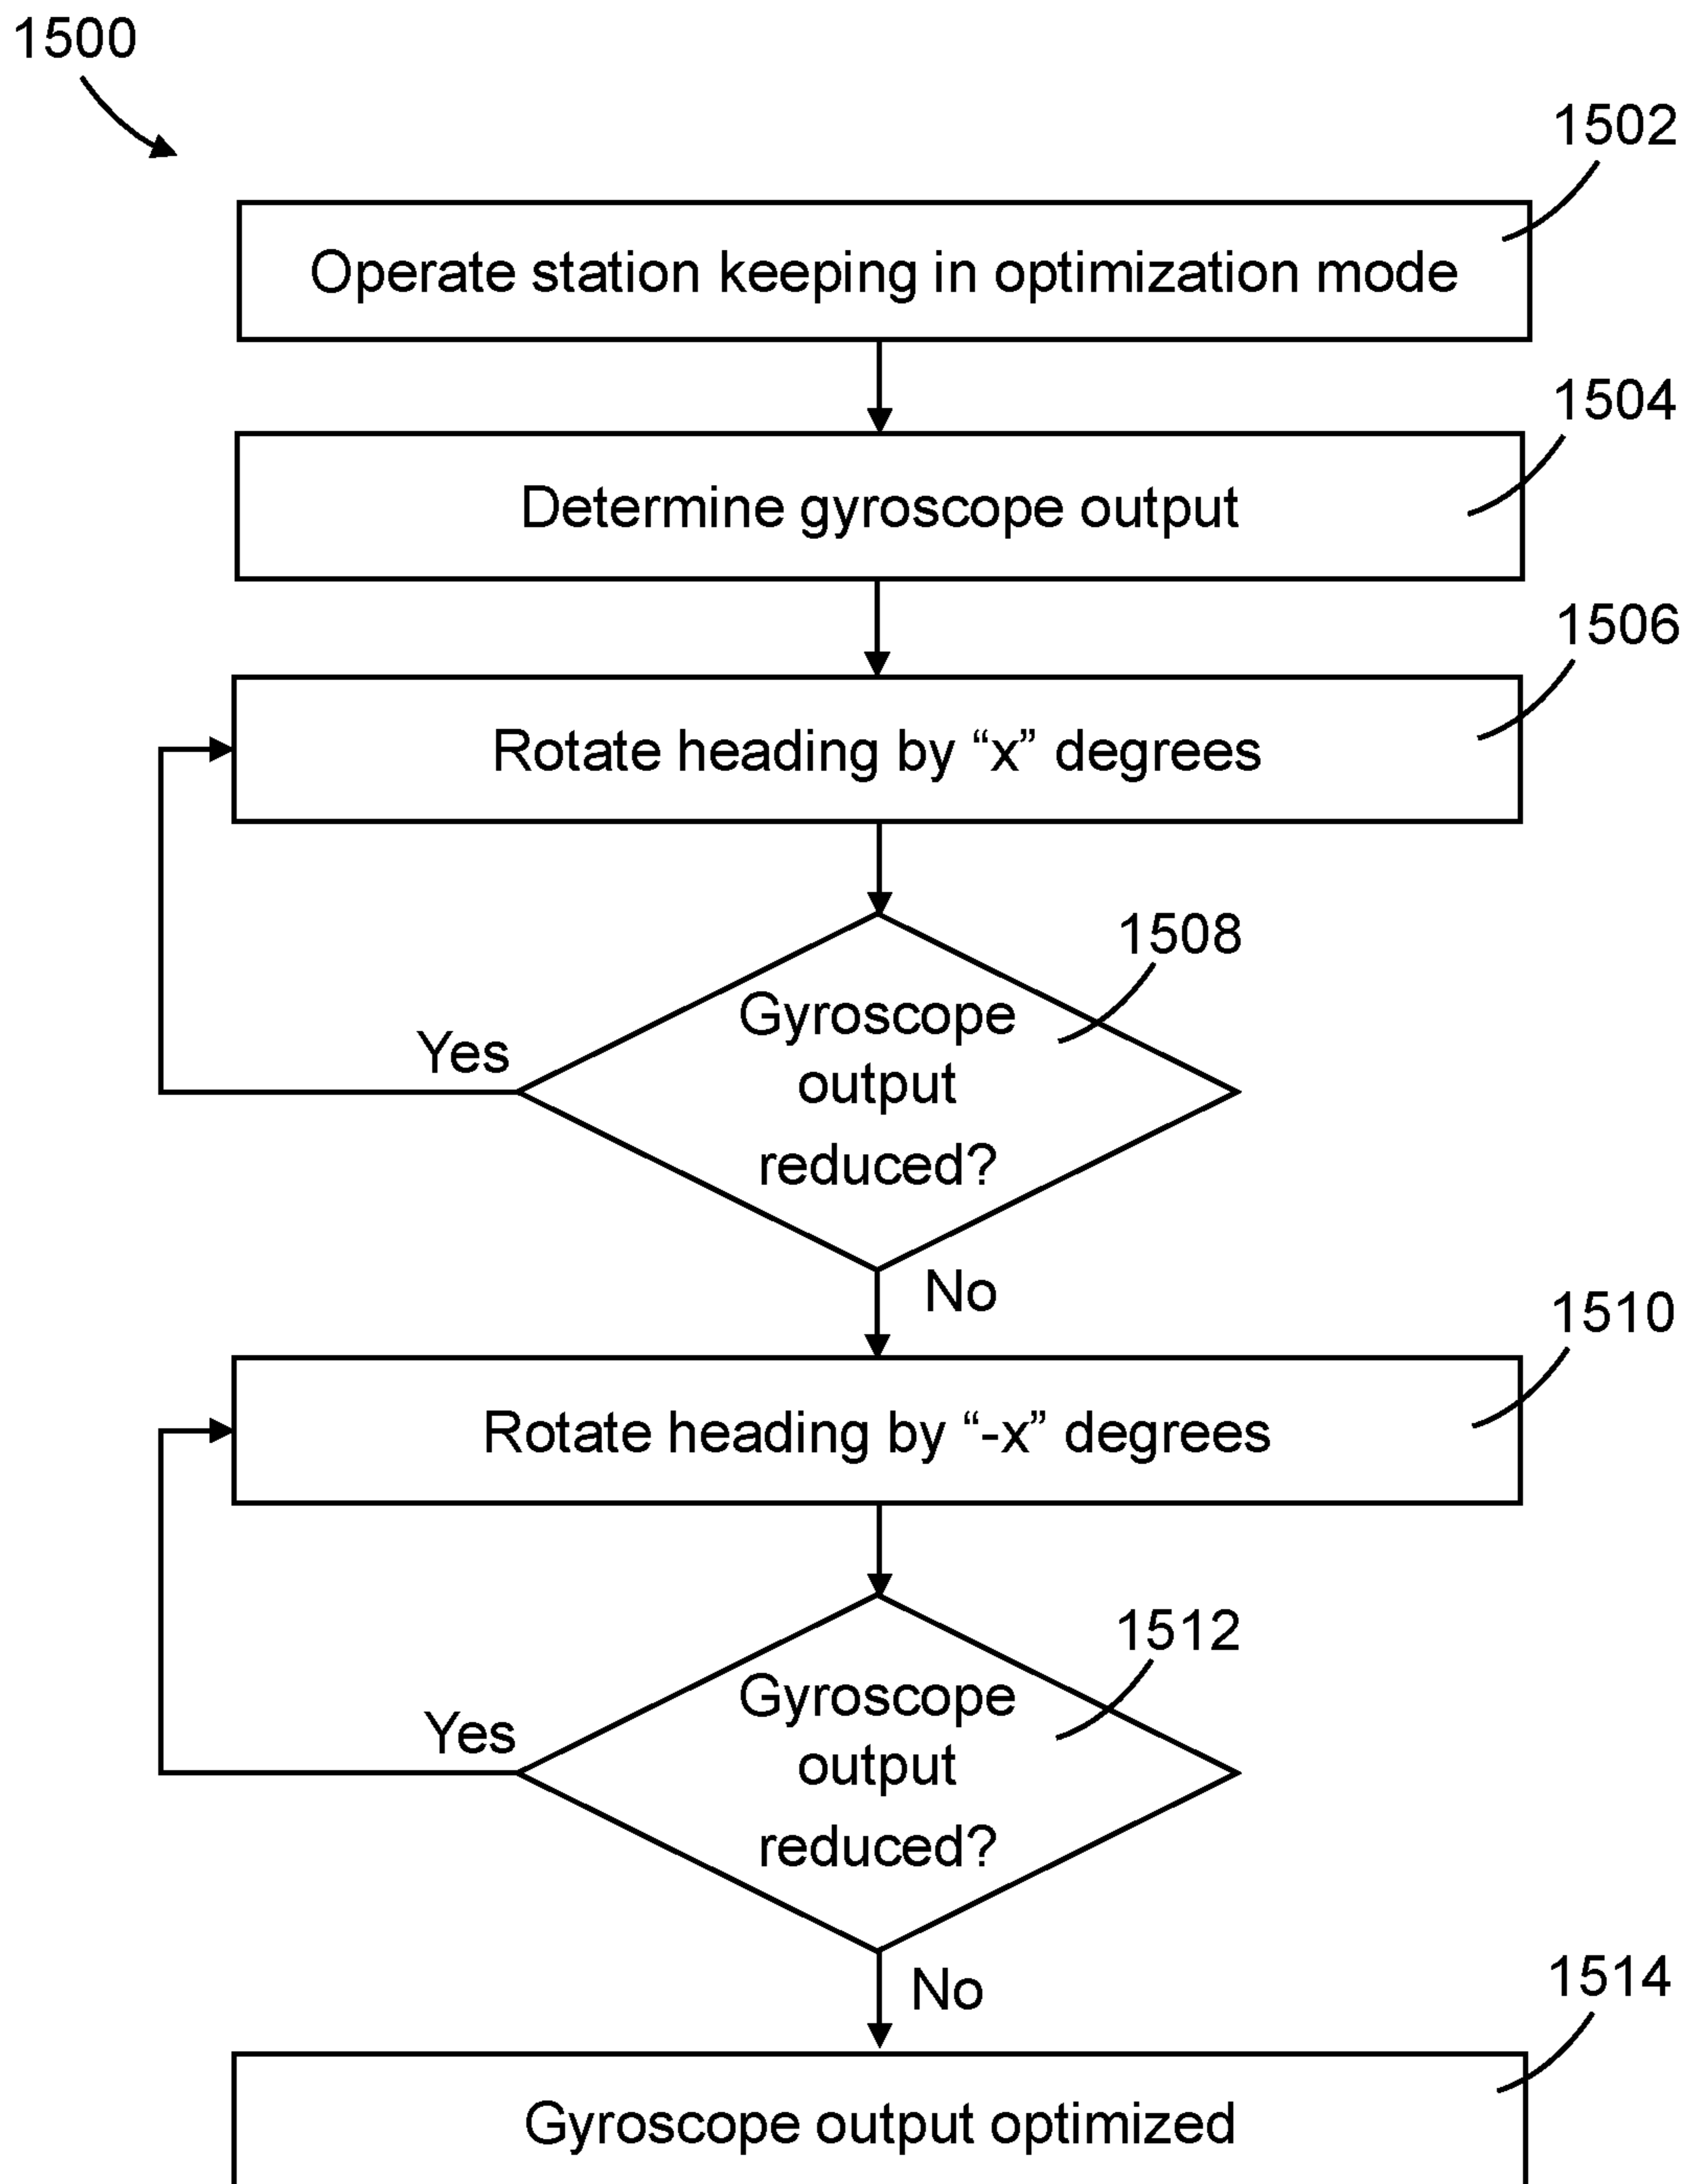 1500
1502
Operate station keeping in optimization mode
1504
Determine gyroscope output
1506
Rotate heading by “x” degrees
1508
Gyroscope
output
reduced?
Yes
No
1510
Rotate heading by “-x” degrees
1512
Gyroscope
output
reduced?
Yes
No
1514
Gyroscope output optimized